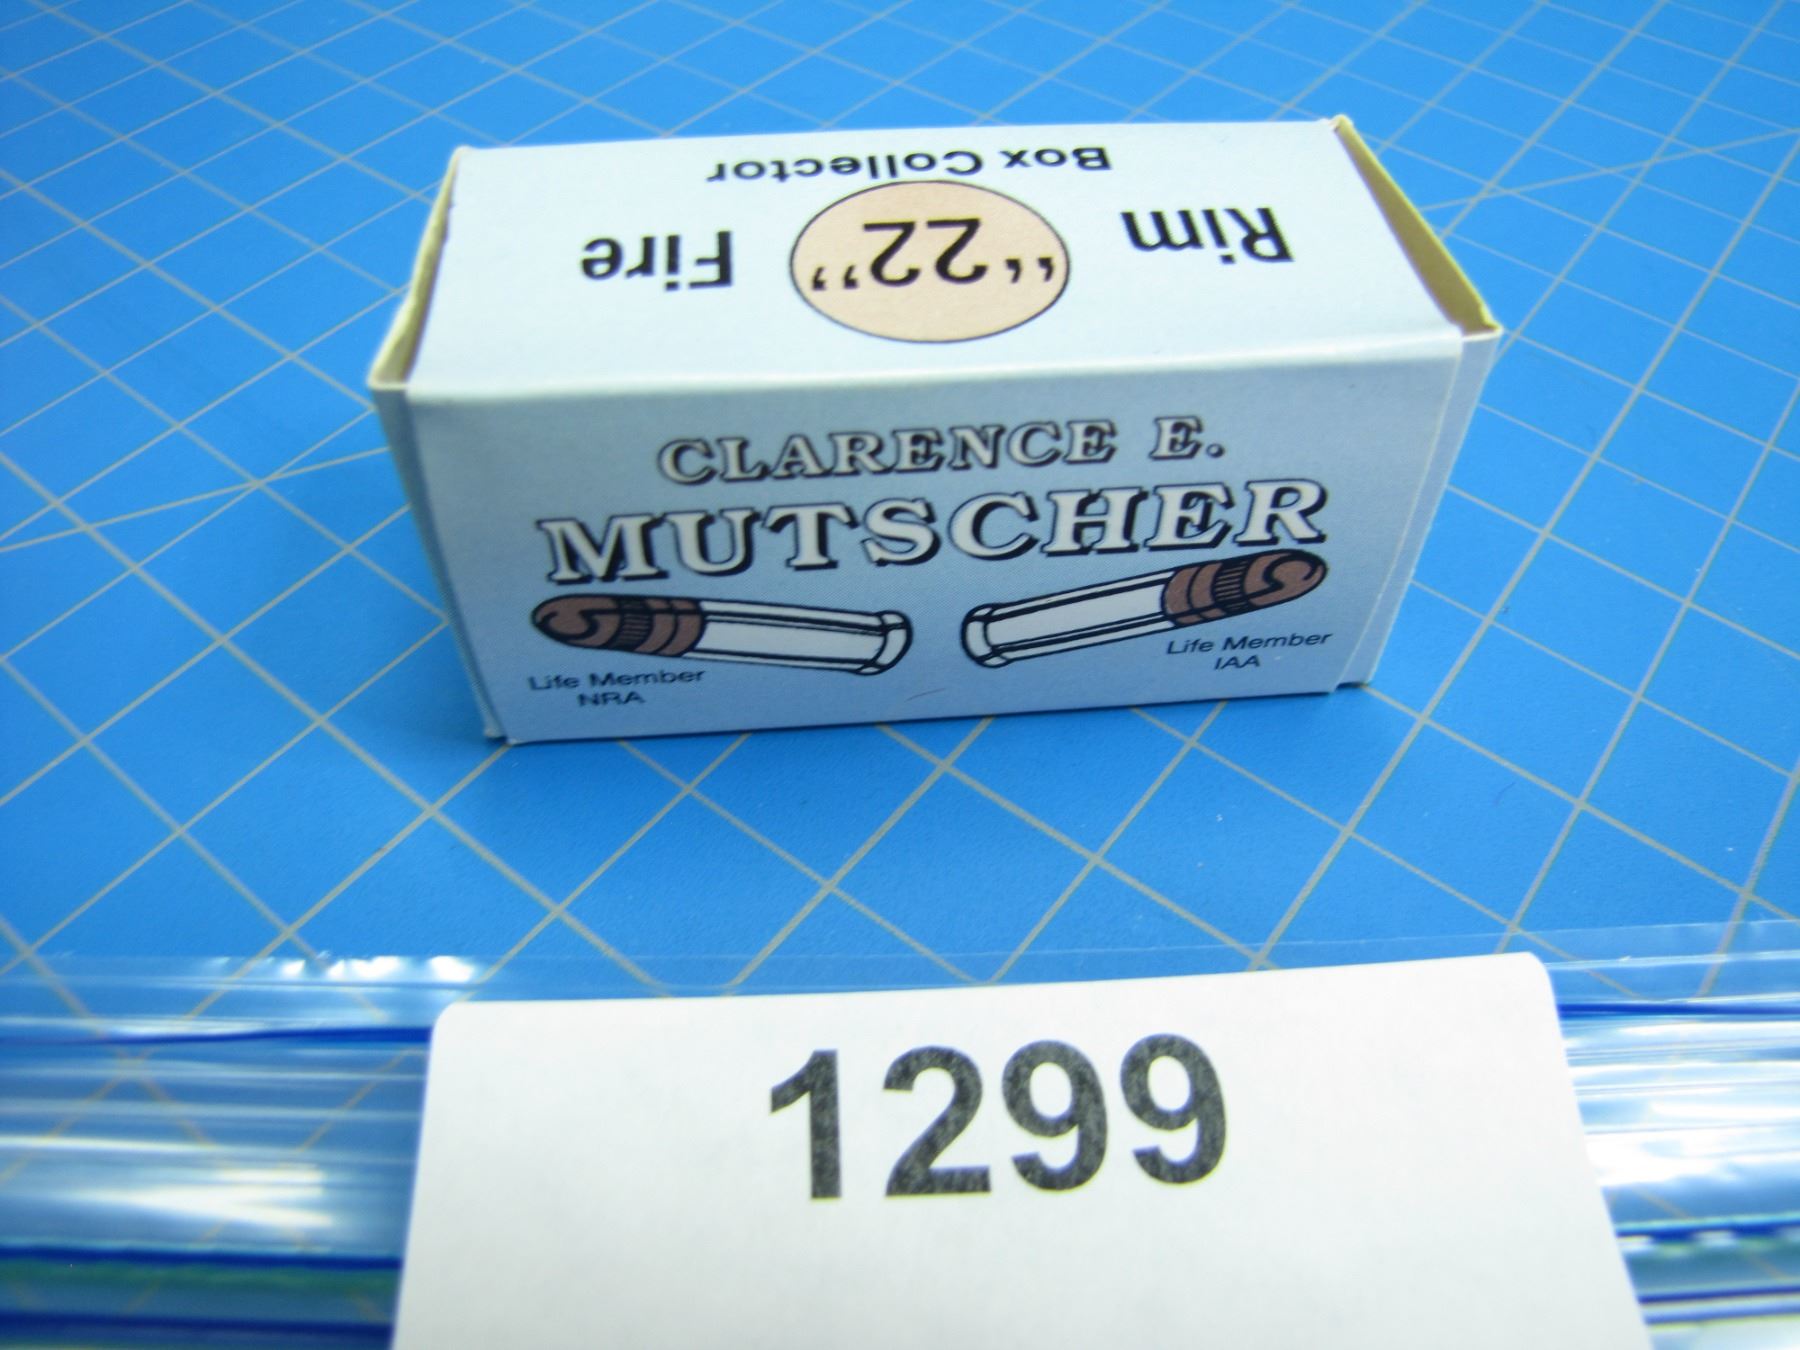 Rim "22" Fire
Box Collector
CLARENCE E.
MUTSCHER
Life Member
NRA
Life Member
IAA
1299